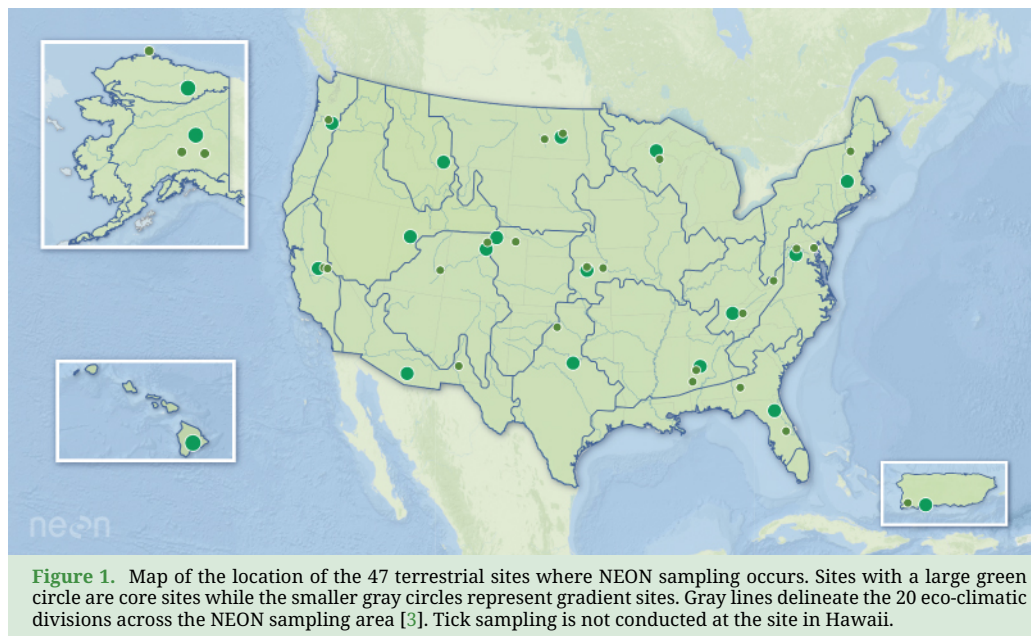 neon
Figure 1. Map of the location of the 47 terrestrial sites where NEON sampling occurs. Sites with a large green
circle are core sites while the smaller gray circles represent gradient sites. Gray lines delineate the 20 eco-climatic
divisions across the NEON sampling area [3]. Tick sampling is not conducted at the site in Hawaii.